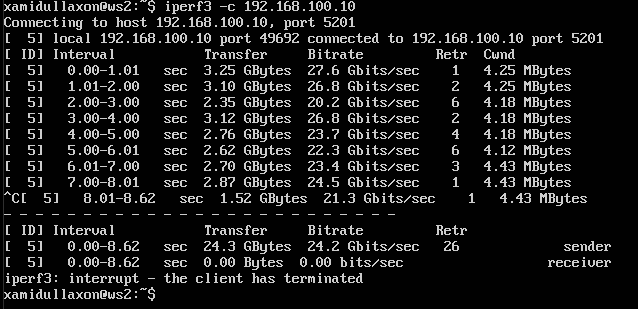 xamidullaxon@ws2:~$ iperf3 -c 192.168.100.10
Connecting to host 192.168.100.10, port 5201
[  5] local 192.168.100.10 port 49692 connected to 192.168.100.10 port 5201
[ ID] Interval           Transfer     Bitrate         Retr  Cwnd
[  5]   0.00-1.01   sec  3.25 GBytes  27.6 Gbits/sec    1   4.25 MBytes
[  5]   1.01-2.00   sec  3.10 GBytes  26.8 Gbits/sec    2   4.25 MBytes
[  5]   2.00-3.00   sec  2.35 GBytes  20.2 Gbits/sec    6   4.18 MBytes
[  5]   3.00-4.00   sec  3.12 GBytes  26.8 Gbits/sec    2   4.18 MBytes
[  5]   4.00-5.00   sec  2.76 GBytes  23.7 Gbits/sec    4   4.18 MBytes
[  5]   5.00-6.01   sec  2.62 GBytes  22.3 Gbits/sec    6   4.12 MBytes
[  5]   6.01-7.00   sec  2.70 GBytes  23.4 Gbits/sec    3   4.43 MBytes
[  5]   7.00-8.01   sec  2.87 GBytes  24.5 Gbits/sec    1   4.43 MBytes
^C[  5]   8.01-8.62   sec  1.52 GBytes  21.3 Gbits/sec    1   4.43 MBytes
- - - - - - - - - - - - - - - - - - - - - - - - -
[ ID] Interval           Transfer     Bitrate         Retr
[  5]   0.00-8.62   sec  24.3 GBytes  24.2 Gbits/sec   26             sender
[  5]   0.00-8.62   sec  0.00 Bytes  0.00 bits/sec                  receiver
iperf3: interrupt - the client has terminated
xamidullaxon@ws2:~$